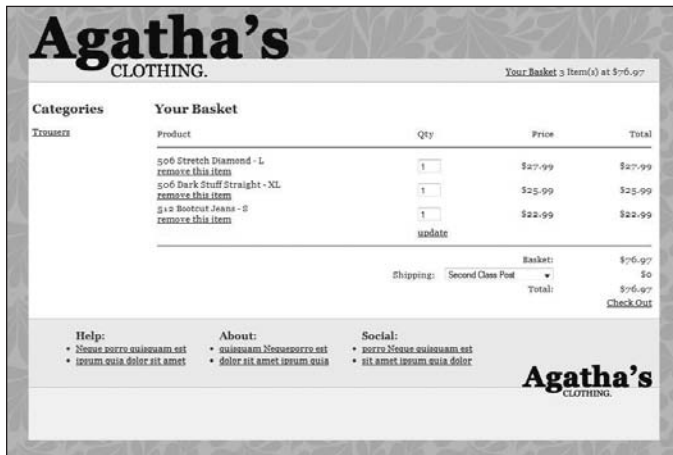 Agatha's
CLOTHING.
Your Basket 3 Item(s) at $76.97
Categories
Your Basket
Trousers
Product Qty Price Total
506 Stretch Diamond - L 1 $27.99 $27.99
remove this item
506 Dark Stuff Straight - XL 1 $25.99 $25.99
remove this item
512 Bootcut Jeans - S 1 $22.99 $22.99
remove this item
update
Basket: $76.97
Shipping: Second Class Post $0
Total: $76.97
Check Out
Help: About: Social:
• Neque porro quisquam est • quisquam Nequeporro est • porro Neque quisquam est
• ipsum quia dolor sit amet • dolor sit amet ipsum quia • sit amet ipsum quia dolor
Agatha's
CLOTHING.